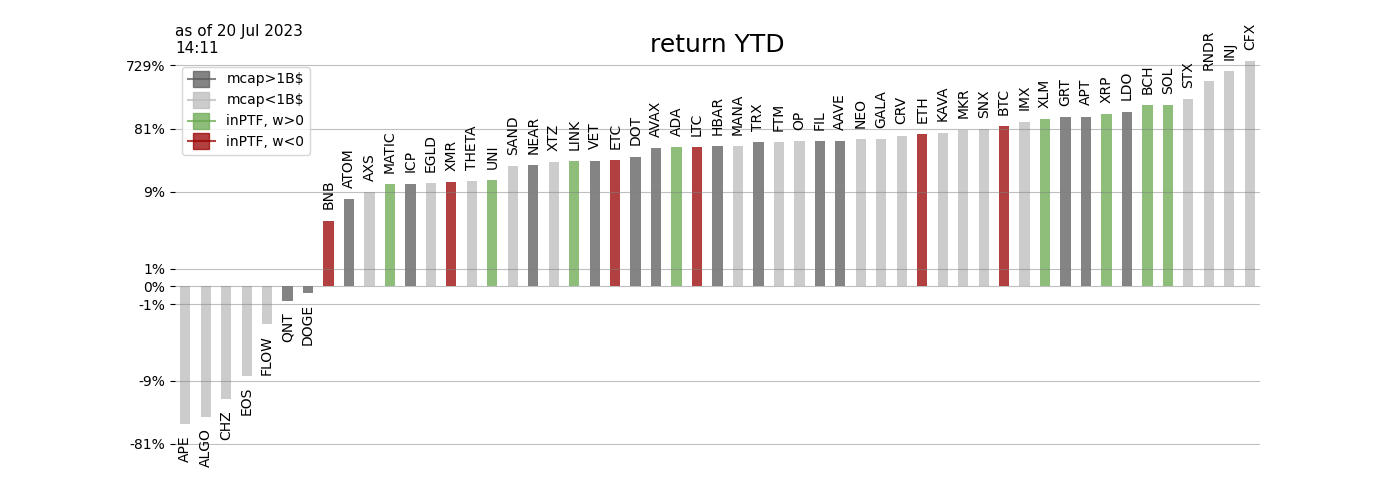 as of 20 Jul 2023
14:11
return YTD
729%
81%
9%
1%
0%
-1%
-9%
-81%
mcap>1B$
mcap<1B$
inPTF, w>0
inPTF, w<0
APE
ALGO
CHZ
EOS
FLOW
QNT
DOGE
BNB
ATOM
AXS
MATIC
ICP
EGLD
XMR
THETA
UNI
SAND
NEAR
XTZ
LINK
VET
ETC
DOT
AVAX
ADA
LTC
HBAR
MANA
TRX
FTM
OP
FIL
AAVE
NEO
GALA
CRV
ETH
KAVA
MKR
SNX
BTC
IMX
XLM
GRT
APT
XRP
LDO
BCH
SOL
STX
RNDR
INJ
CFX